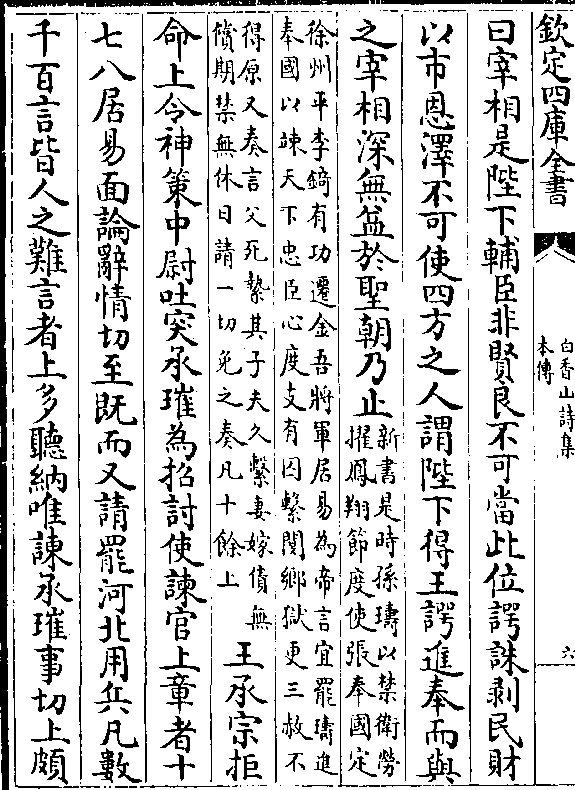 欽定四庫全書
白香山詩集
本傳
六
曰宰相是陛下輔臣非賢良不可當此位諤誅剥民財
以市恩澤不可使四方之人謂陛下得王諤進奉而與
之宰相深無益於聖朝乃止
新書是時孫璹以禁衛勞
擢鳳翔節度使張奉國定
徐州平李錡有功遷金吾將軍居易為帝言宜罷璹進
奉國以竦天下忠臣心度支有囚繫閿鄉獄更三赦不
得原又奏言父死縶其子夫久繫妻嫁債無
償期禁無休日請一切免之奏凡十餘上
王承宗拒
命上令神策中尉吐突承璀為招討使諫官上章者十
七八居易面論辭情切至既而又請罷河北用兵凡數
千百言皆人之難言者上多聽納唯諫承璀事切上頗